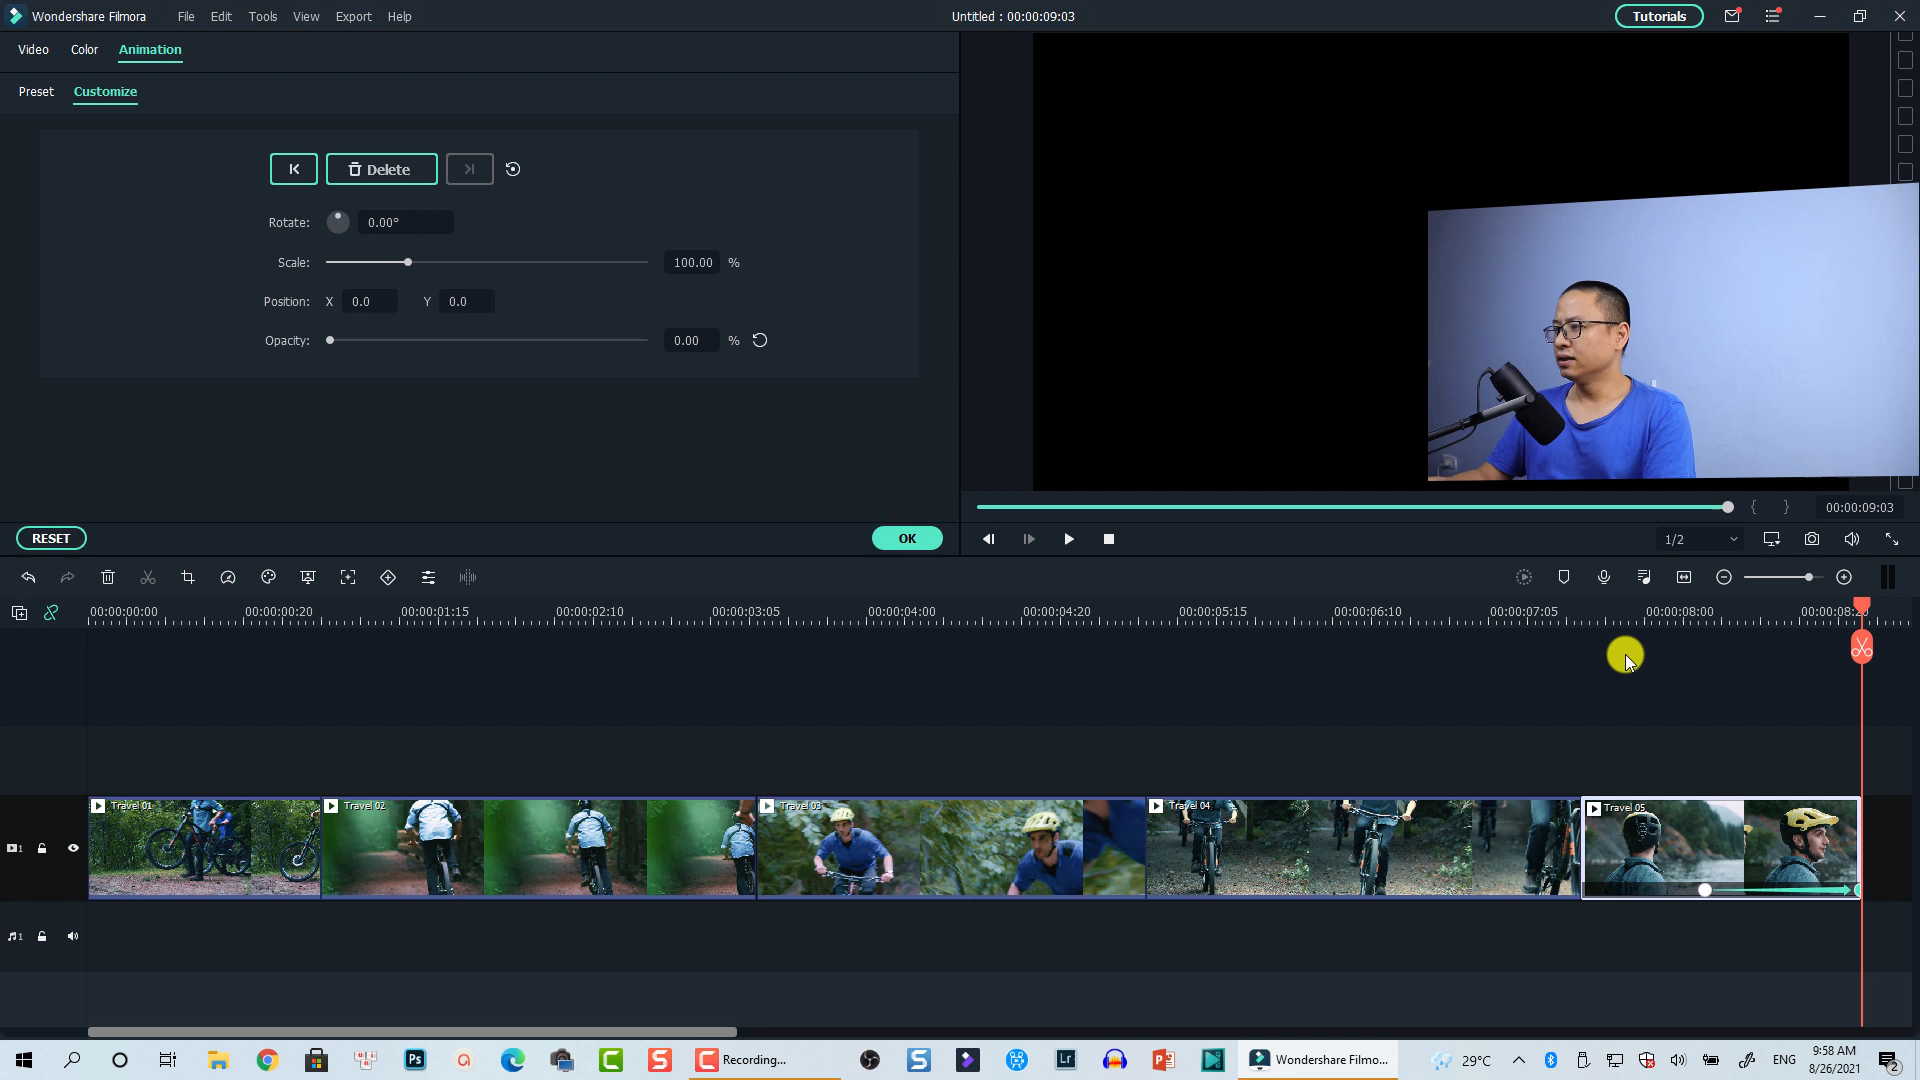 Wondershare Filmora File Edit Tools View Export Help Untitled : 00:00:09:03 Tutorials
Video Color Animation
Preset Customize
Delete
Rotate: 0.00°
Scale: 100.00 %
Position: X 0.0 Y 0.0
Opacity: 0.00 %
00:00:09:03
RESET OK 1/2
00:00:00:00 00:00:00:20 00:00:01:15 00:00:02:10 00:00:03:05 00:00:04:00 00:00:04:20 00:00:05:15 00:00:06:10 00:00:07:05 00:00:08:00
Travel 01 Travel 02 Travel 03 Travel 04 Travel 05
1
1
Ps Recording... Lr Wondershare Filmo... 29°C ENG 9:58 AM
8/26/2021 2